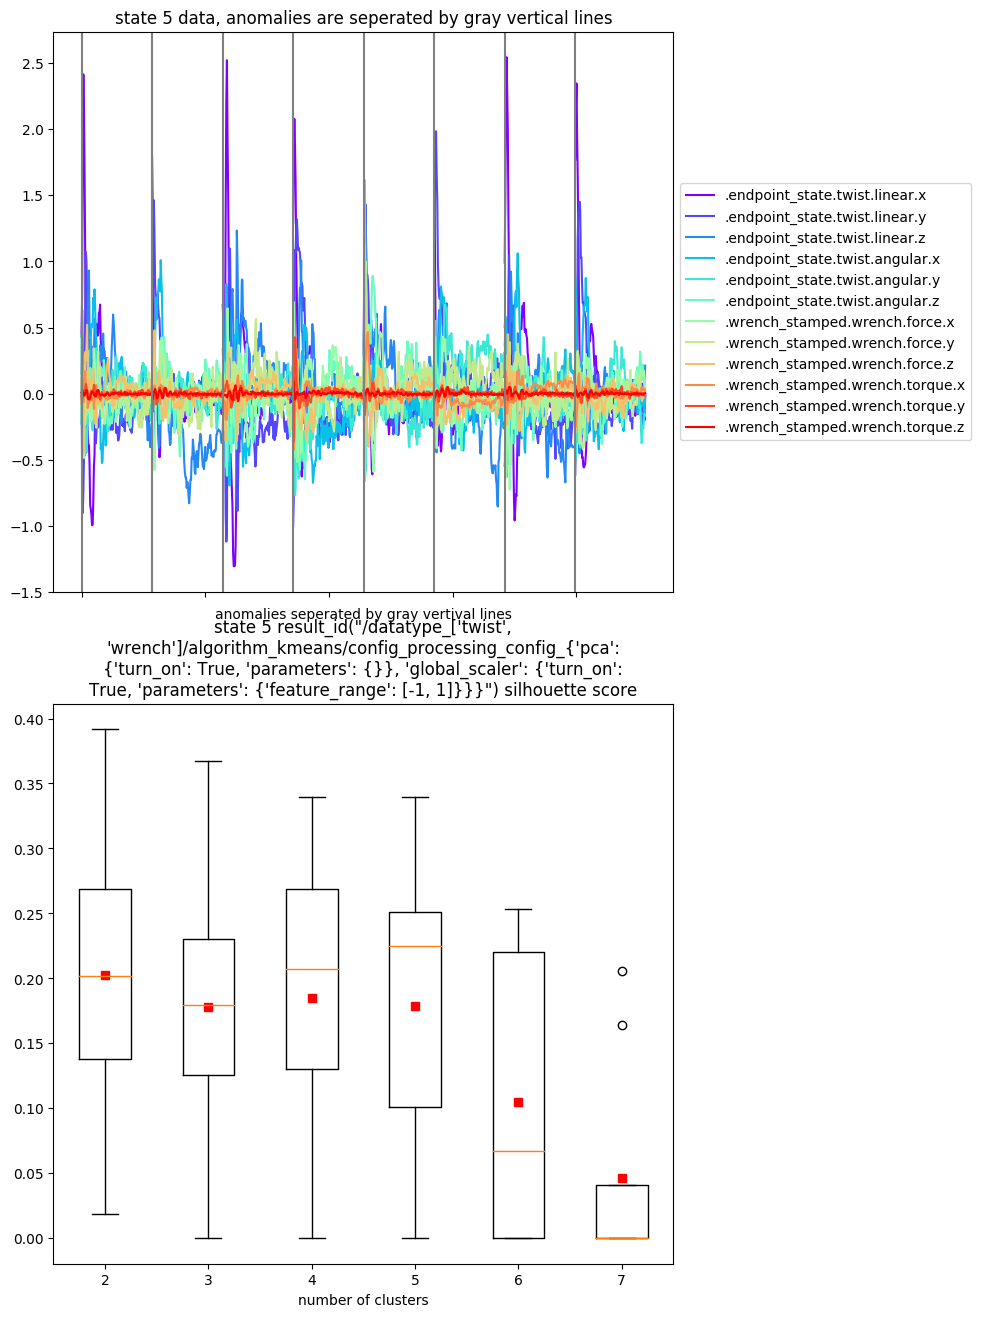 state 5 data, anomalies are seperated by gray vertical lines
2.5
2.0
1.5
1.0
0.5
0.0
−0.5
−1.0
−1.5
.endpoint_state.twist.linear.x
.endpoint_state.twist.linear.y
.endpoint_state.twist.linear.z
.endpoint_state.twist.angular.x
.endpoint_state.twist.angular.y
.endpoint_state.twist.angular.z
.wrench_stamped.wrench.force.x
.wrench_stamped.wrench.force.y
.wrench_stamped.wrench.force.z
.wrench_stamped.wrench.torque.x
.wrench_stamped.wrench.torque.y
.wrench_stamped.wrench.torque.z
anomalies seperated by gray vertival lines
state 5 result_id("/datatype_['twist',
'wrench']/algorithm_kmeans/config_processing_config_{'pca':
{'turn_on': True, 'parameters': {}}, 'global_scaler': {'turn_on':
True, 'parameters': {'feature_range': [-1, 1]}}}") silhouette score
0.40
0.35
0.30
0.25
0.20
0.15
0.10
0.05
0.00
2 3 4 5 6 7
number of clusters